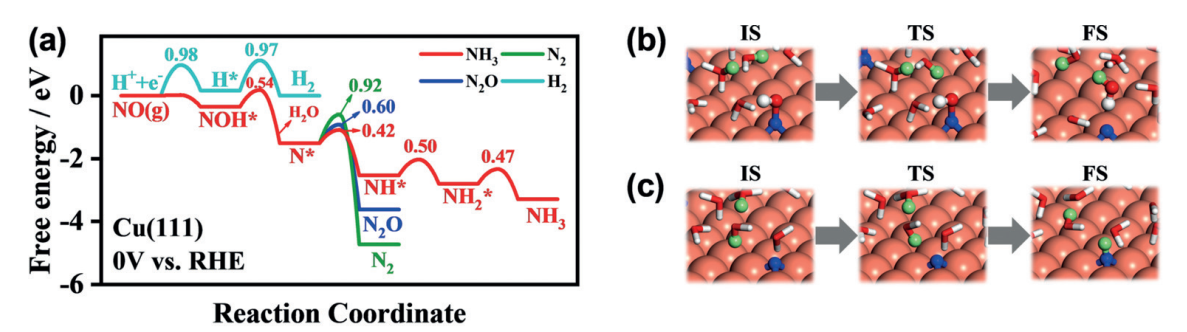 (a)
0.98
0.97
NH₃
N₂
N₂O
H₂
H⁺+e⁻
H*
H₂
0.54
0.92
0.60
0.42
NO(g)
NOH*
H₂O
N*
NH*
0.50
NH₂*
0.47
NH₃
N₂O
N₂
Cu(111)
0V vs. RHE
0
-2
-4
-6
Free energy / eV
Reaction Coordinate
(b)
IS
TS
FS
(c)
IS
TS
FS